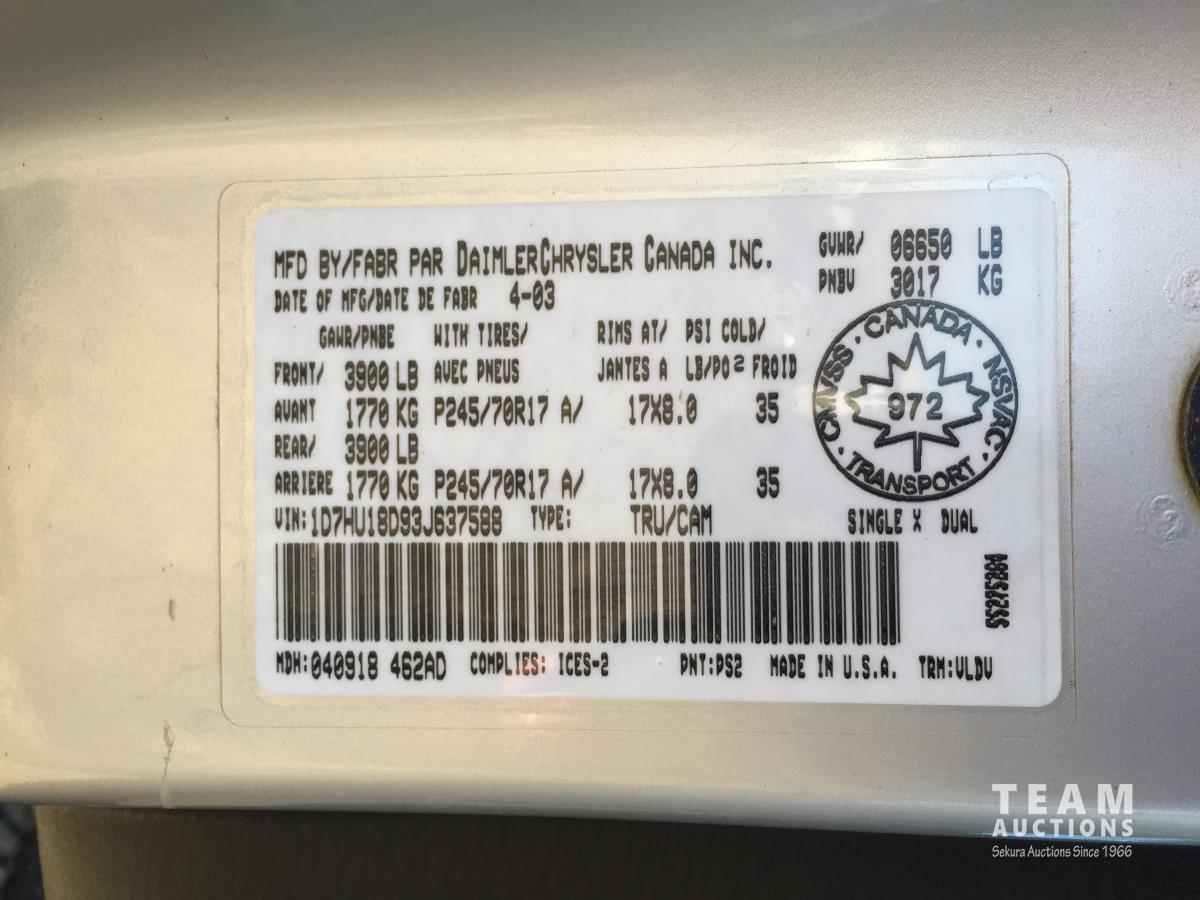 MFD BY/FABR PAR DAIMLERCHRYSLER CANADA INC.
GVWR/ 06650 LB
PNBV 3017 KG
DATE OF MFG/DATE DE FABR 4-03
GAWR/PNBE WITH TIRES/ RIMS AT/ PSI COLD/
FRONT/ 3900 LB AVEC PNEUS JANTES A LB/PO² FROID
AVANT 1770 KG P245/70R17 A/ 17X8.0 35
REAR/ 3900 LB
ARRIERE 1770 KG P245/70R17 A/ 17X8.0 35
CMVSS · CANADA · NSVAC · TRANSPORT ·
972
VIN: 1D7HU18D93J637588 TYPE: TRU/CAM SINGLE X DUAL
MDH: 040918 462AD COMPLIES: ICES-2 PNT: PS2 MADE IN U.S.A. TRM: VLDV
TEAM
AUCTIONS
Sekura Auctions Since 1966